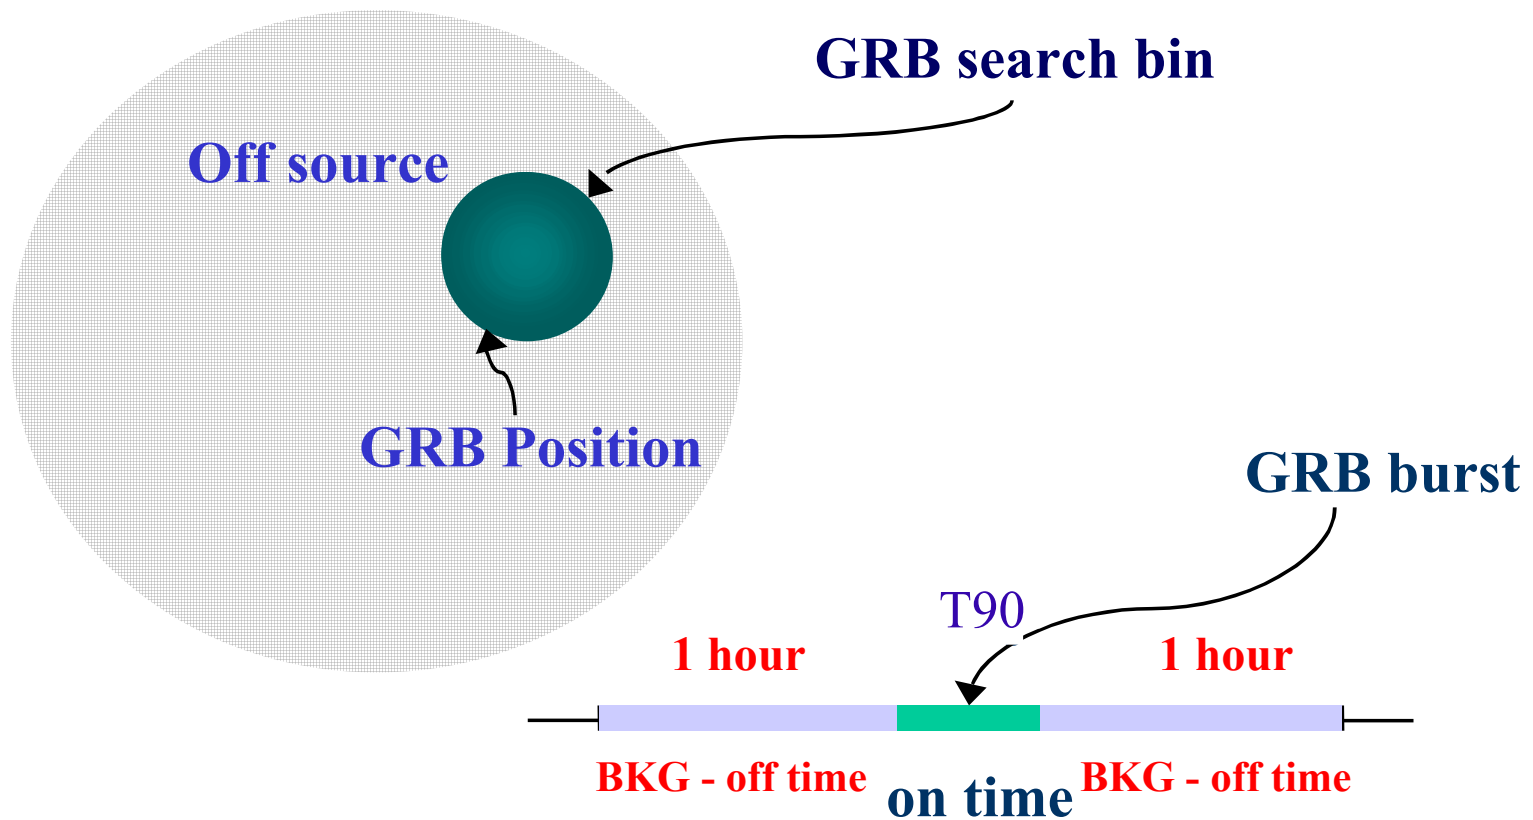 GRB search bin
Off source
GRB Position
GRB burst
T90
1 hour
1 hour
BKG - off time
on time
BKG - off time